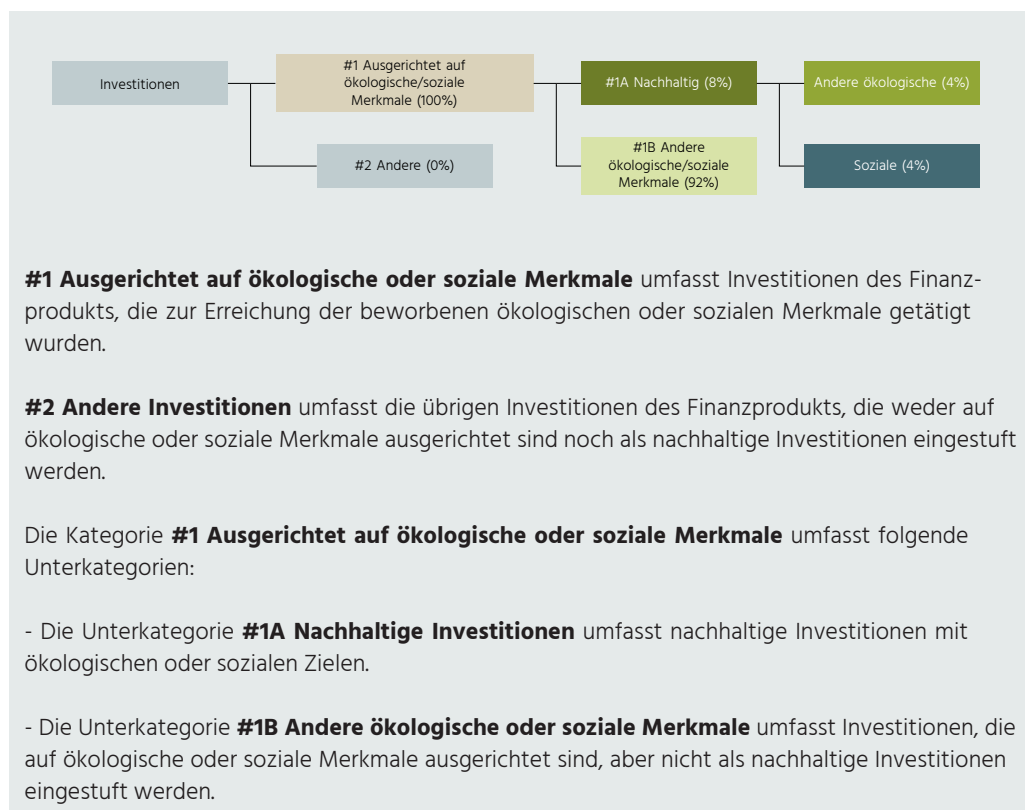 Investitionen
#1 Ausgerichtet auf
ökologische/soziale
Merkmale (100%)
#1A Nachhaltig (8%)
Andere ökologische (4%)
#2 Andere (0%)
#1B Andere
ökologische/soziale
Merkmale (92%)
Soziale (4%)
#1 Ausgerichtet auf ökologische oder soziale Merkmale umfasst Investitionen des Finanz-
produkts, die zur Erreichung der beworbenen ökologischen oder sozialen Merkmale getätigt
wurden.
#2 Andere Investitionen umfasst die übrigen Investitionen des Finanzprodukts, die weder auf
ökologische oder soziale Merkmale ausgerichtet sind noch als nachhaltige Investitionen eingestuft
werden.
Die Kategorie #1 Ausgerichtet auf ökologische oder soziale Merkmale umfasst folgende
Unterkategorien:
- Die Unterkategorie #1A Nachhaltige Investitionen umfasst nachhaltige Investitionen mit
ökologischen oder sozialen Zielen.
- Die Unterkategorie #1B Andere ökologische oder soziale Merkmale umfasst Investitionen, die
auf ökologische oder soziale Merkmale ausgerichtet sind, aber nicht als nachhaltige Investitionen
eingestuft werden.